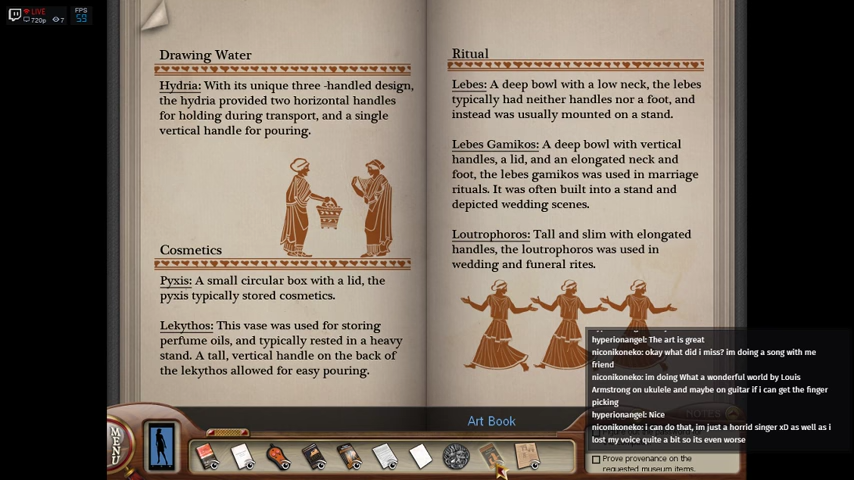 LIVE
720p 7
FPS
59
Drawing Water
Hydria: With its unique three -handled design,
the hydria provided two horizontal handles
for holding during transport, and a single
vertical handle for pouring.
Cosmetics
Pyxis: A small circular box with a lid, the
pyxis typically stored cosmetics.
Lekythos: This vase was used for storing
perfume oils, and typically rested in a heavy
stand. A tall, vertical handle on the back of
the lekythos allowed for easy pouring.
Ritual
Lebes: A deep bowl with a low neck, the lebes
typically had neither handles nor a foot, and
instead was usually mounted on a stand.
Lebes Gamikos: A deep bowl with vertical
handles, a lid, and an elongated neck and
foot, the lebes gamikos was used in marriage
rituals. It was often built into a stand and
depicted wedding scenes.
Loutrophoros: Tall and slim with elongated
handles, the loutrophoros was used in
wedding and funeral rites.
hyperionangel: The art is great
niconikoneko: okay what did i miss? im doing a song with me
friend
niconikoneko: im doing What a wonderful world by Louis
Armstrong on ukulele and maybe on guitar if i can get the finger
picking
hyperionangel: Nice
niconikoneko: i can do that, im just a horrid singer xD as well as i
lost my voice quite a bit so its even worse
NOTES
Art Book
MENU
Prove provenance on the
requested museum items.